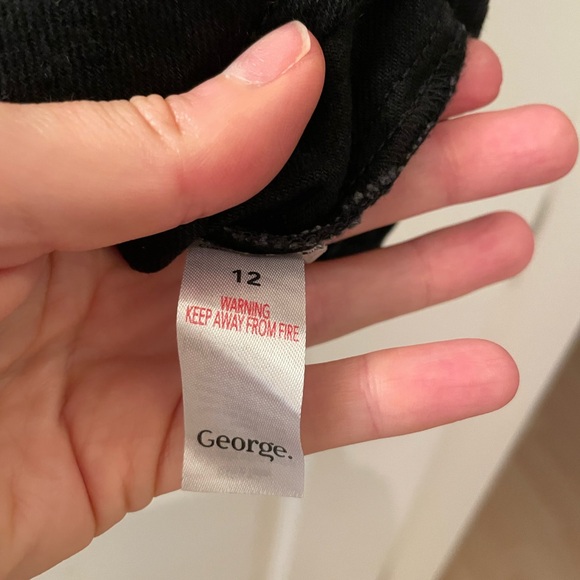 12
WARNING
KEEP AWAY FROM FIRE
George.